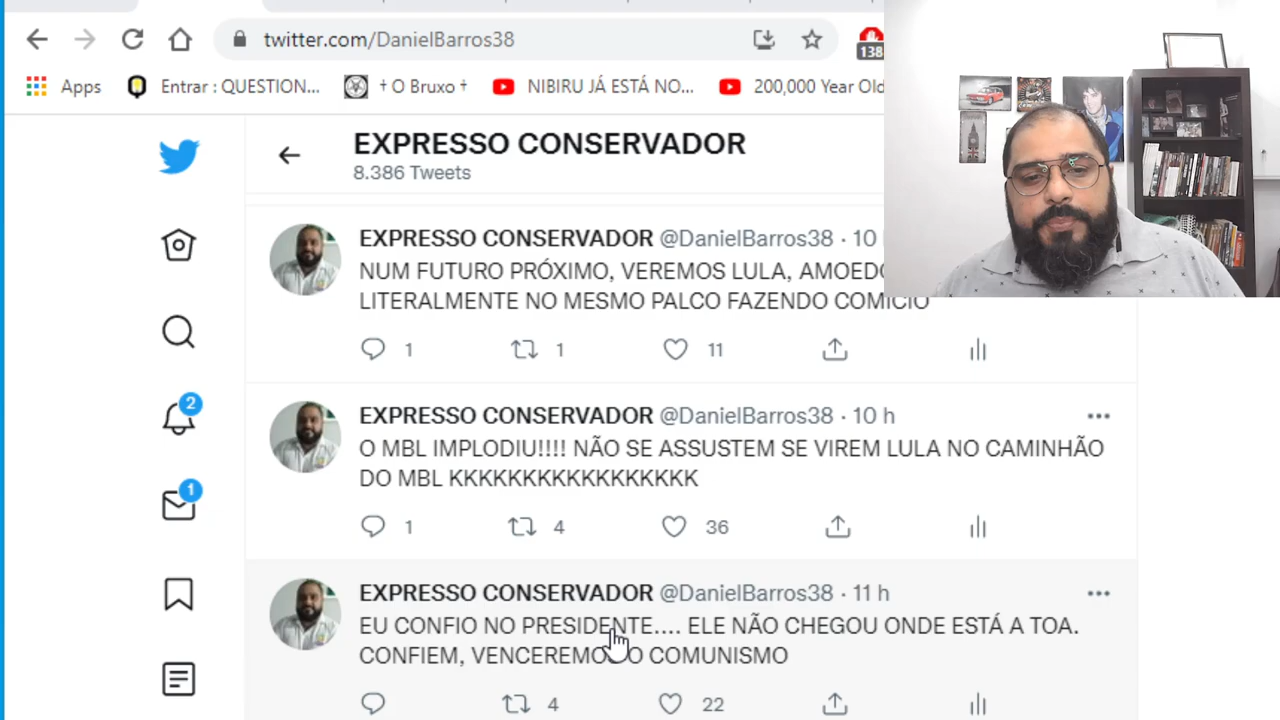 twitter.com/DanielBarros38
138
Apps
Entrar : QUESTION...
† O Bruxo †
NIBIRU JÁ ESTÁ NO...
200,000 Year Old
EXPRESSO CONSERVADOR
8.386 Tweets
EXPRESSO CONSERVADOR @DanielBarros38 · 10
NUM FUTURO PRÓXIMO, VEREMOS LULA, AMOEDO
LITERALMENTE NO MESMO PALCO FAZENDO COMÍCIO
1 1 11
EXPRESSO CONSERVADOR @DanielBarros38 · 10 h
O MBL IMPLODIU!!!! NÃO SE ASSUSTEM SE VIREM LULA NO CAMINHÃO
DO MBL KKKKKKKKKKKKKKKKK
1 4 36
2
1
EXPRESSO CONSERVADOR @DanielBarros38 · 11 h
EU CONFIO NO PRESIDENTE.... ELE NÃO CHEGOU ONDE ESTÁ A TOA.
CONFIEM, VENCEREMOS O COMUNISMO
4 22